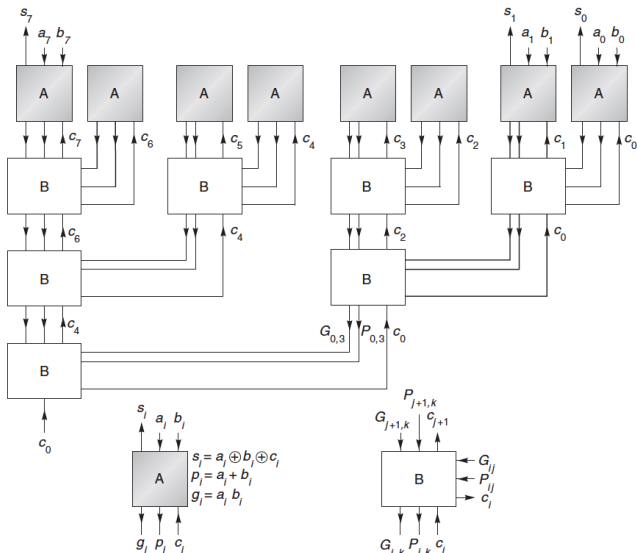 s7 a7 b7 s1 a1 b1 s0 a0 b0
A A A A A A A A
c7 c6 c5 c4 c3 c2 c1 c0
B B B B
c6 c4 c2 c0
B B
c4 G0,3 P0,3 c0
B
c0
si ai bi
A
si = ai ⊕ bi ⊕ ci
pi = ai + bi
gi = ai bi
gi pi ci
Pj+1,k
Gj+1,k cj+1
B
Gij
Pij
ci
Gi,k Pi,k ci